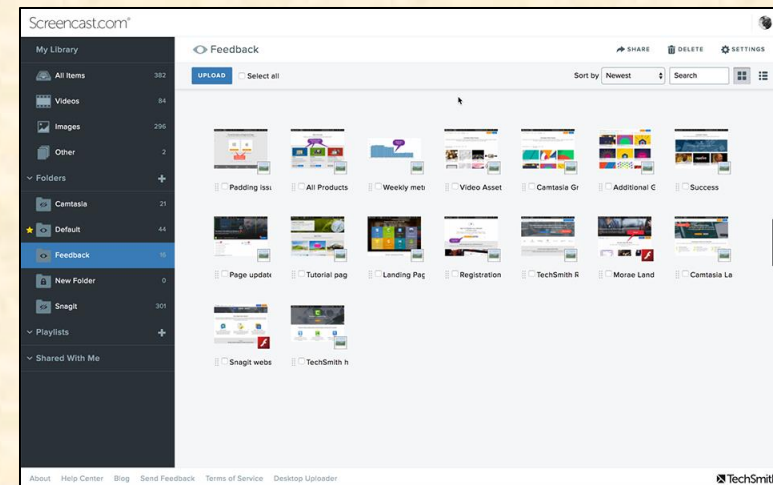 Screencast.com®
My Library
Feedback
SHARE DELETE SETTINGS
UPLOAD Select all
Sort by Newest Search
All Items 382
Videos 84
Images 296
Other 2
Folders +
Camtasia 21
Default 44
Feedback
New Folder 0
Snagit 301
Playlists +
Shared With Me
Padding issu All Products Weekly metr Video Asset Camtasia Gr Additional G Success
Page update Tutorial pag Landing Pag Registration TechSmith R Morae Land Camtasia La
Snagit webs TechSmith h
About Help Center Blog Send Feedback Terms of Service Desktop Uploader
TechSmith